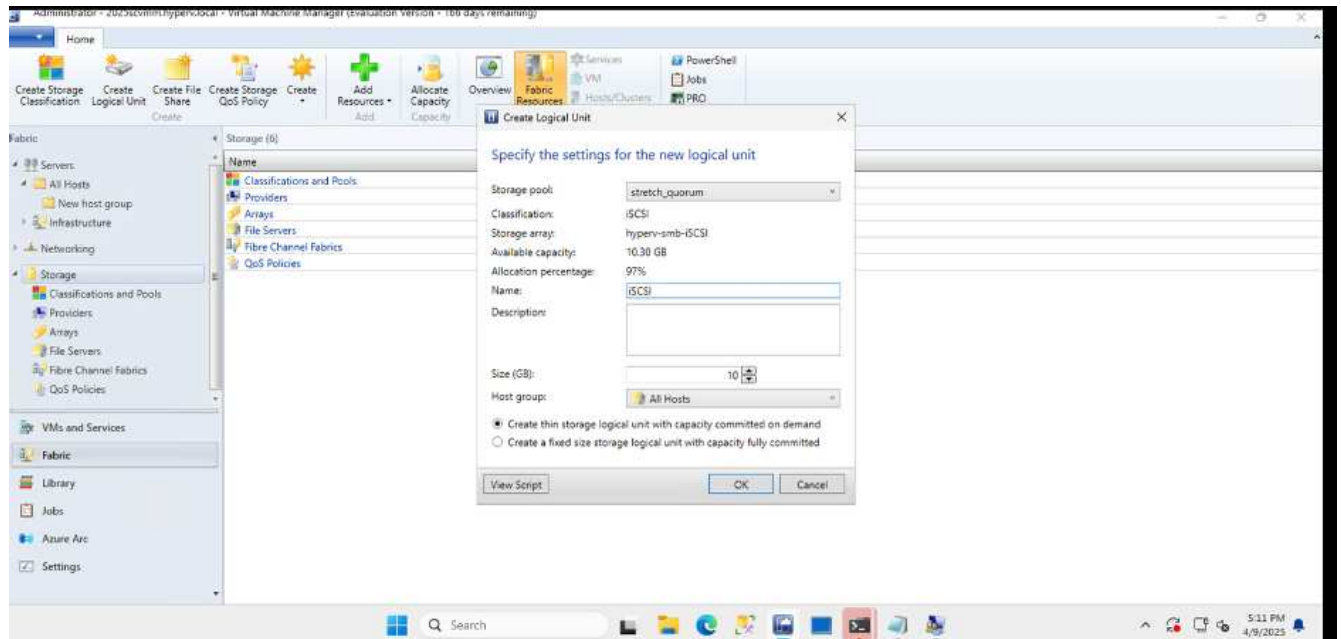 Administrator - 2025scvmm.hyperv.local - Virtual Machine Manager (Evaluation Version - 166 days remaining)
Home
Create Storage Classification
Create Logical Unit
Create File Share
Create Storage QoS Policy
Create
Add Resources
Allocate Capacity
Overview
Fabric Resources
Services
VM
Hosts/Clusters
PowerShell
Jobs
PRO
Create
Add
Capacity
Fabric
Servers
All Hosts
New host group
Infrastructure
Networking
Storage
Classifications and Pools
Providers
Arrays
File Servers
Fibre Channel Fabrics
QoS Policies
VMs and Services
Fabric
Library
Jobs
Azure Arc
Settings
Storage (6)
Name
Classifications and Pools
Providers
Arrays
File Servers
Fibre Channel Fabrics
QoS Policies
Create Logical Unit
Specify the settings for the new logical unit
Storage pool: stretch_quorum
Classification: iSCSI
Storage array: hyperv-smb-iSCSI
Available capacity: 10.30 GB
Allocation percentage: 97%
Name: iSCSI
Description:
Size (GB): 10
Host group: All Hosts
Create thin storage logical unit with capacity committed on demand
Create a fixed size storage logical unit with capacity fully committed
View Script OK Cancel
Search
5:11 PM
4/9/2025